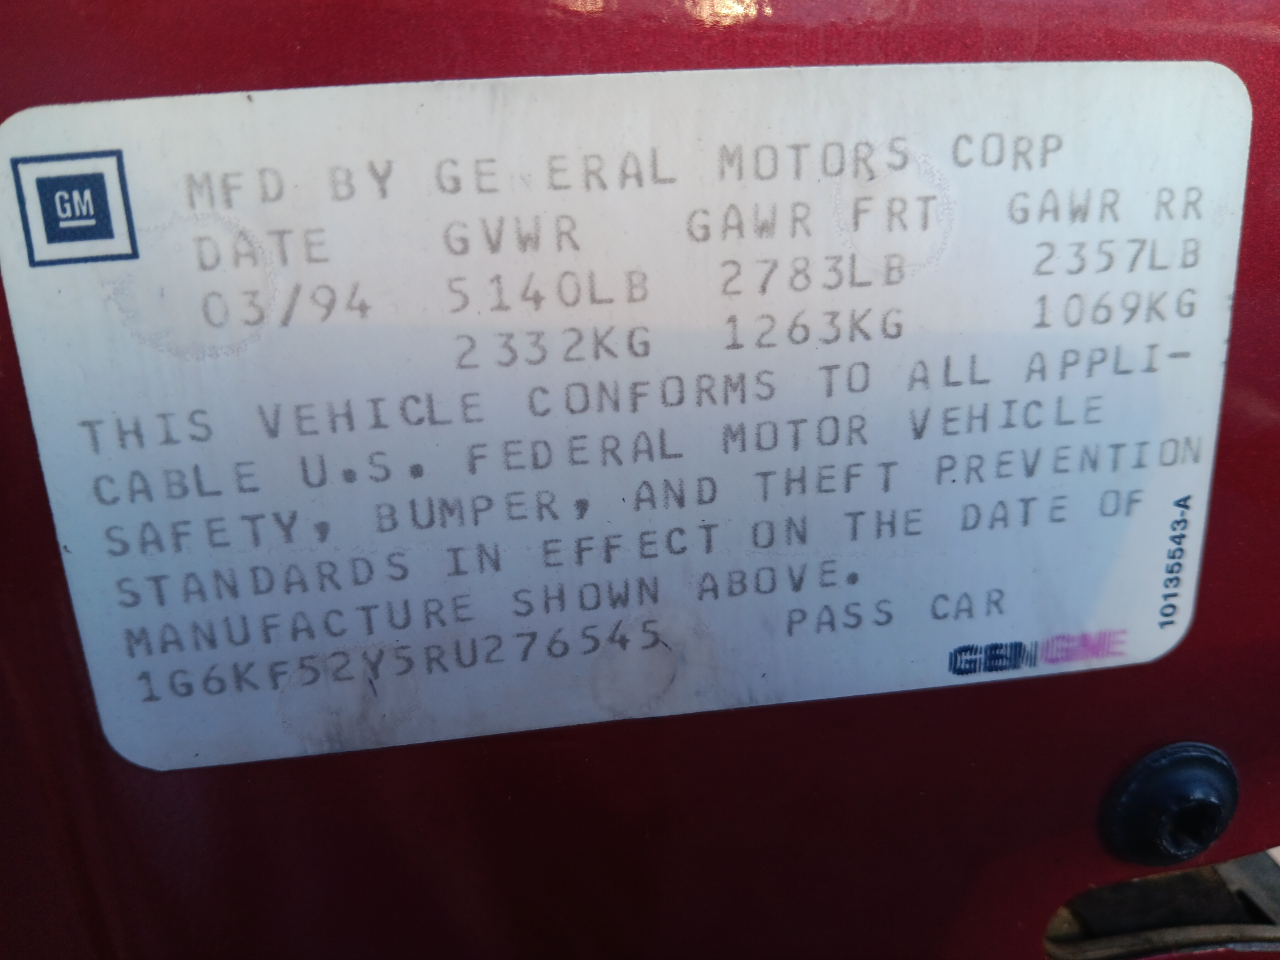 GM
MFD BY GENERAL MOTORS CORP
DATE GVWR GAWR FRT GAWR RR
03/94 5140LB 2783LB 2357LB
2332KG 1263KG 1069KG
THIS VEHICLE CONFORMS TO ALL APPLI-
CABLE U.S. FEDERAL MOTOR VEHICLE
SAFETY, BUMPER, AND THEFT PREVENTION
STANDARDS IN EFFECT ON THE DATE OF
MANUFACTURE SHOWN ABOVE.
1G6KF52Y5RU276545 PASS CAR
10135543-A